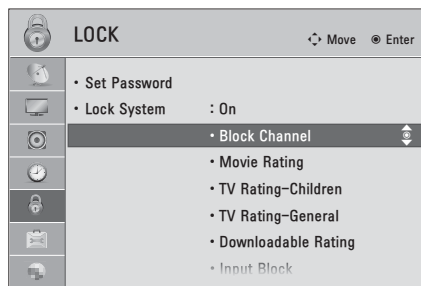 LOCK
Move
Enter
• Set Password
• Lock System : On
• Block Channel
• Movie Rating
• TV Rating-Children
• TV Rating-General
• Downloadable Rating
• Input Block